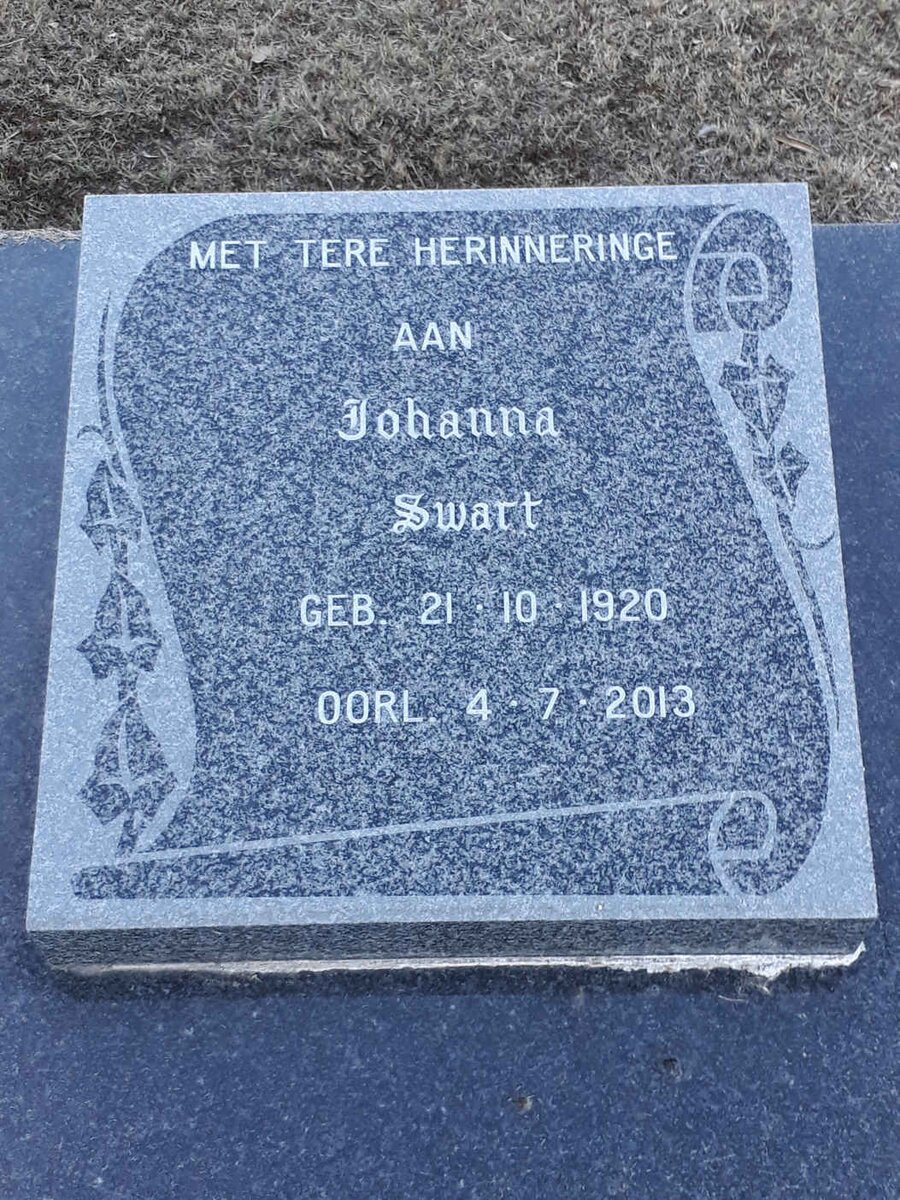 MET TERE HERINNERINGE
AAN
Johanna
Swart
GEB. 21 · 10 · 1920
OORL. 4 · 7 · 2013